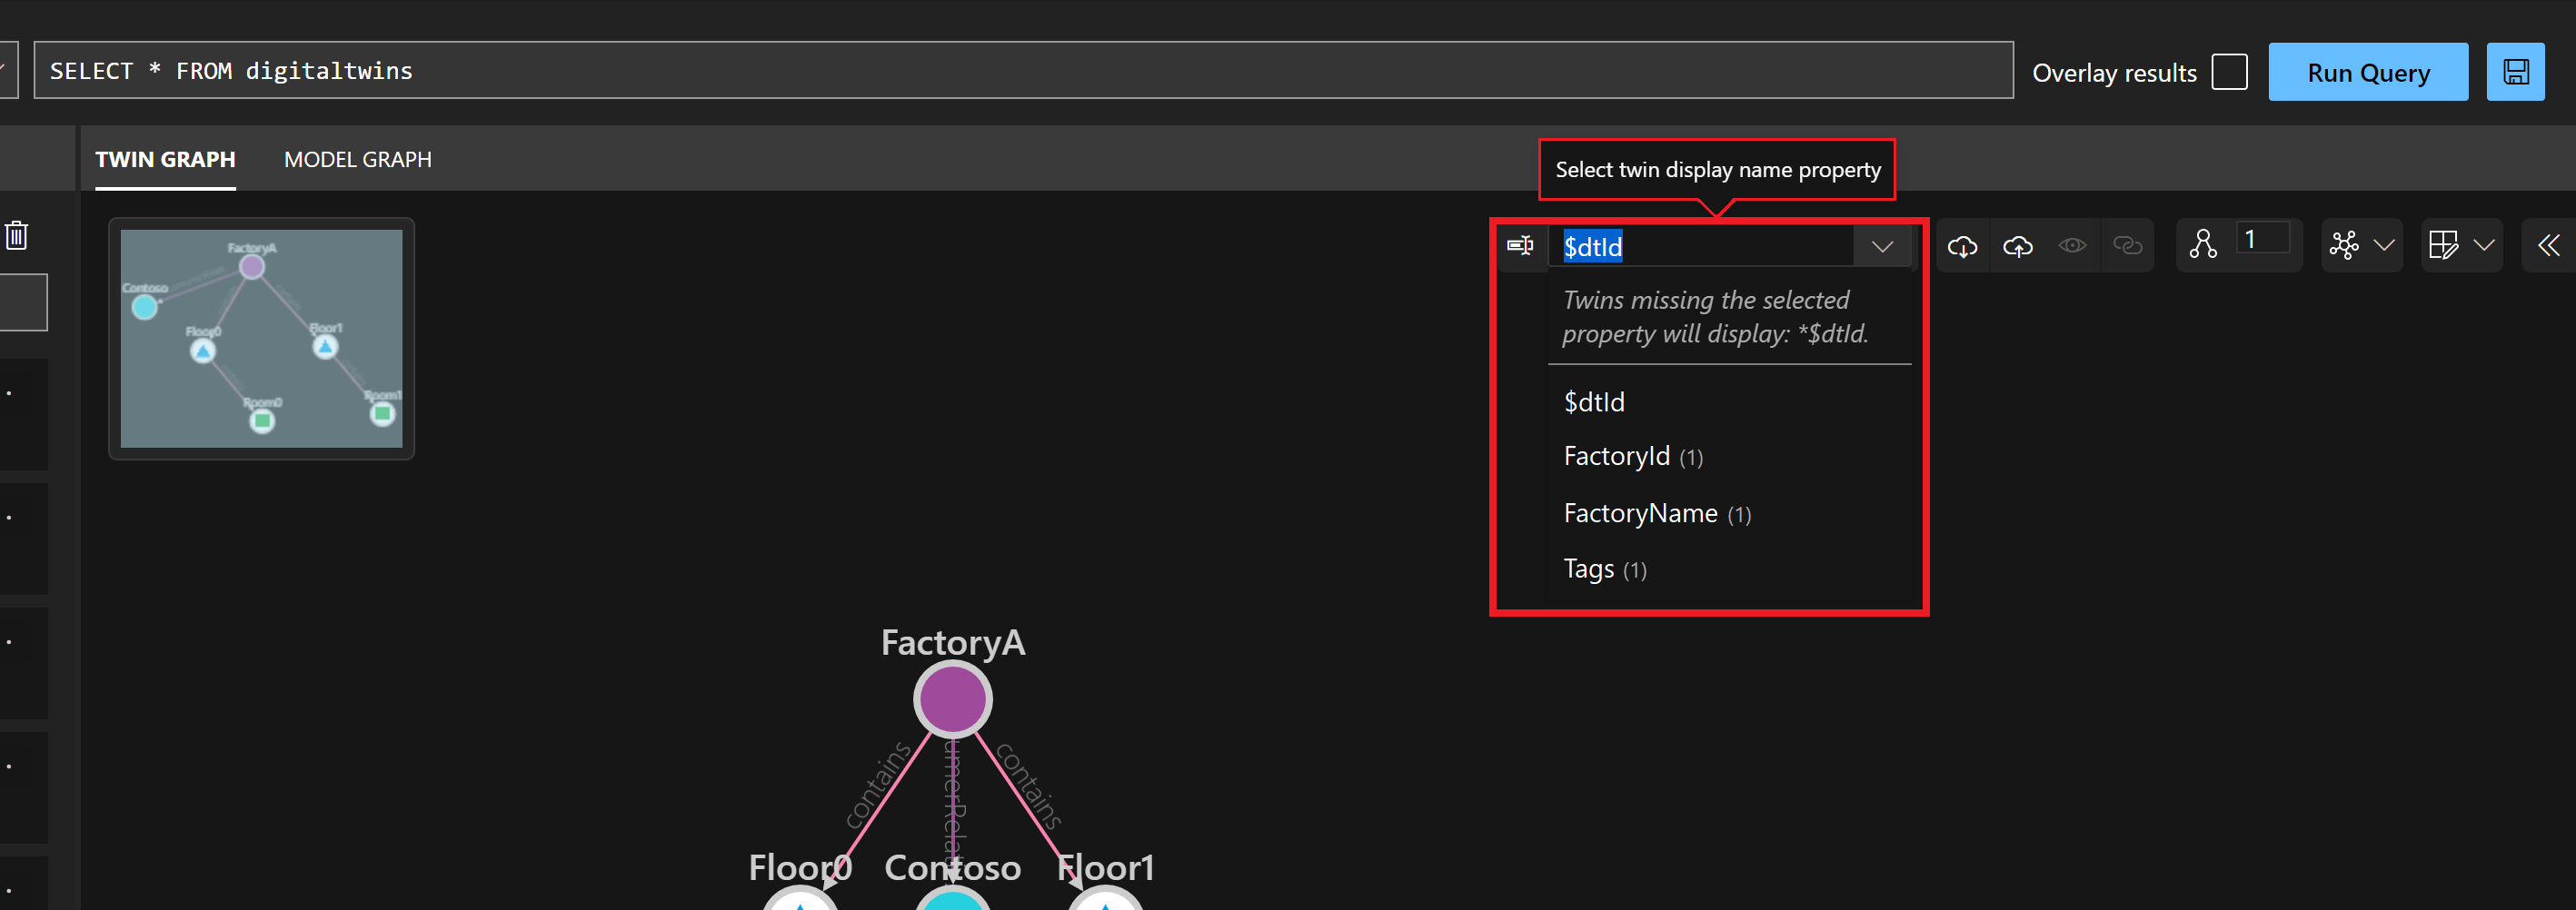 SELECT * FROM digitaltwins
Overlay results
Run Query
TWIN GRAPH
MODEL GRAPH
Select twin display name property
$dtId
1
Twins missing the selected
property will display: *$dtId.
$dtId
FactoryId (1)
FactoryName (1)
Tags (1)
FactoryA
Contoso
Floor0
Floor1
Room0
Room1
FactoryA
contains
contains
Floor0
Contoso
Floor1